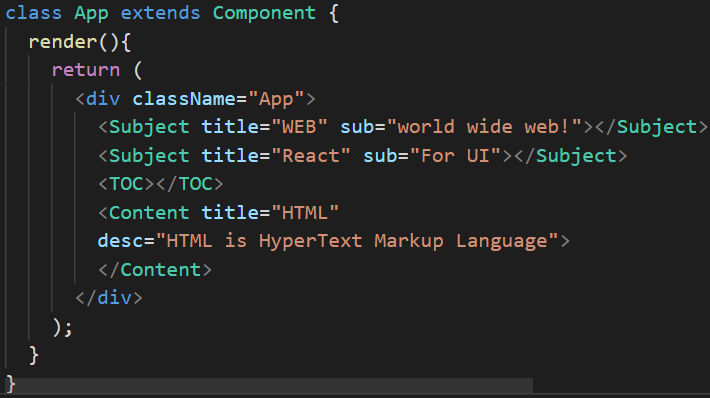 class App extends Component {
render(){
return (
<div className="App">
<Subject title="WEB" sub="world wide web!"></Subject>
<Subject title="React" sub="For UI"></Subject>
<TOC></TOC>
<Content title="HTML"
desc="HTML is HyperText Markup Language">
</Content>
</div>
);
}
}